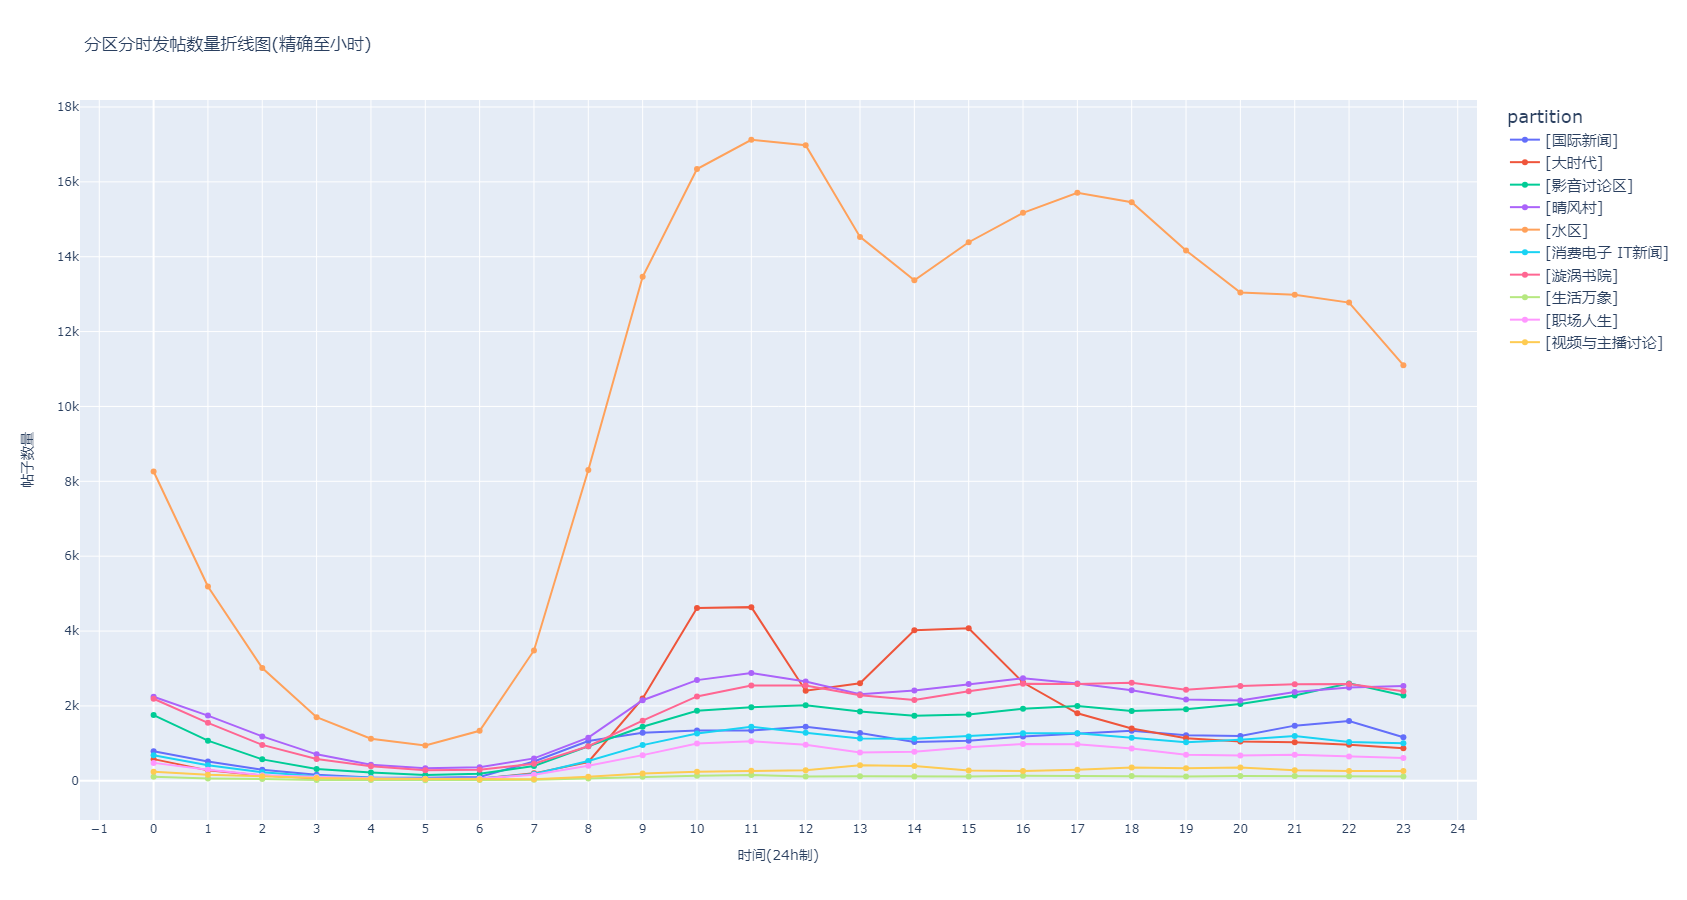 分区分时发帖数量折线图(精确至小时)
18k
16k
14k
12k
10k
8k
6k
4k
2k
0
帖子数量
−1 0 1 2 3 4 5 6 7 8 9 10 11 12 13 14 15 16 17 18 19 20 21 22 23 24
时间(24h制)
partition
[国际新闻]
[大时代]
[影音讨论区]
[晴风村]
[水区]
[消费电子 IT新闻]
[漩涡书院]
[生活万象]
[职场人生]
[视频与主播讨论]